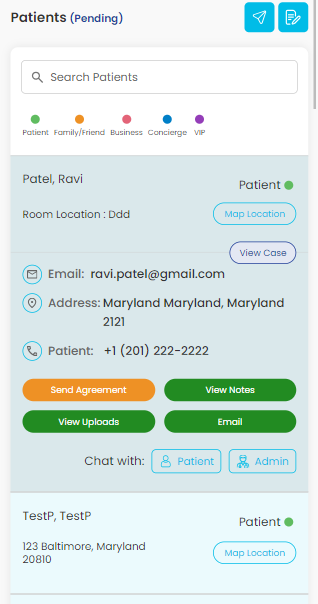 Patients (Pending)
Search Patients
Patient Family/Friend Business Concierge VIP
Patel, Ravi
Patient
Room Location : Ddd
Map Location
View Case
Email: ravi.patel@gmail.com
Address: Maryland Maryland, Maryland
2121
Patient: +1 (201) 222-2222
Send Agreement View Notes
View Uploads Email
Chat with: Patient Admin
TestP, TestP
Patient
123 Baltimore, Maryland
20810
Map Location